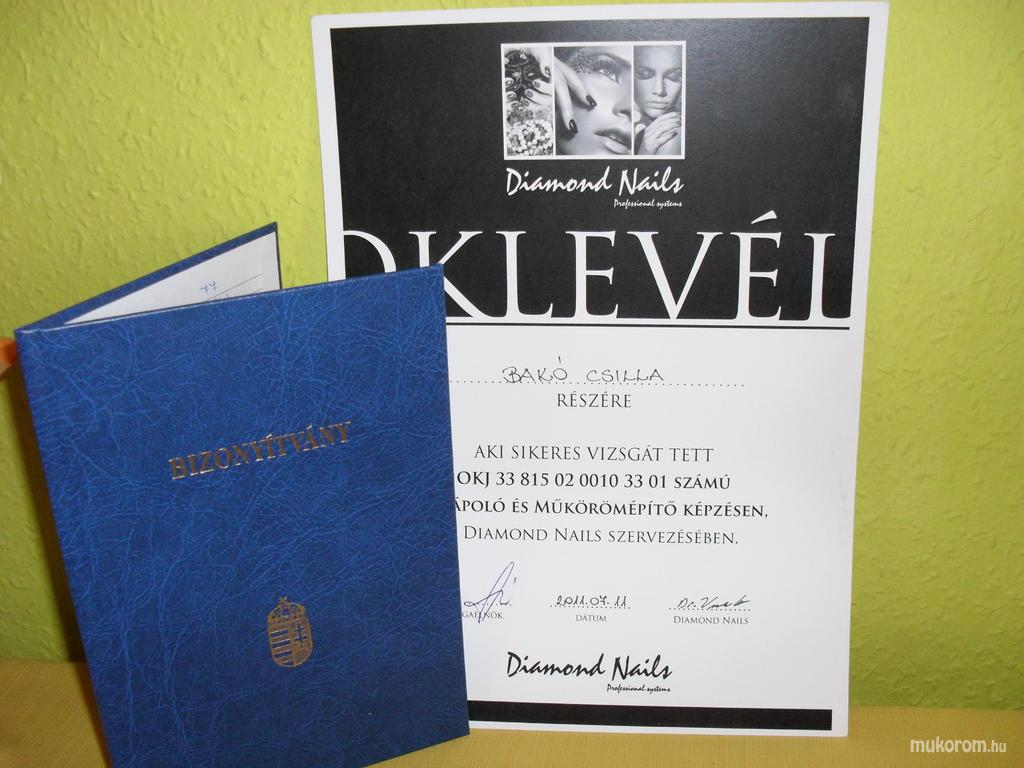 Diamond Nails
Professional systems
OKLEVÉL
BAKÓ CSILLA
RÉSZÉRE
AKI SIKERES VIZSGÁT TETT
OKJ 33 815 02 0010 33 01 SZÁMÚ
ÁPOLÓ ÉS MŰKÖRÖMÉPÍTŐ KÉPZÉSEN,
DIAMOND NAILS SZERVEZÉSÉBEN.
2011.07.11
GAELNÖK DÁTUM DIAMOND NAILS
Diamond Nails
Professional systems
77
BIZONYÍTVÁNY
mukorom.hu